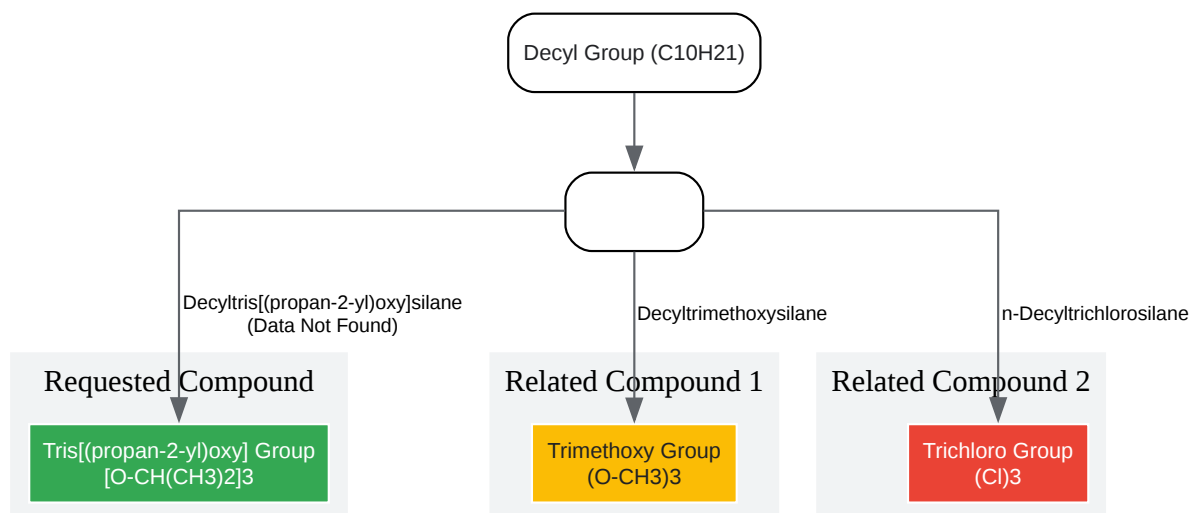 Decyl Group (C10H21)
Decyltris[(propan-2-yl)oxy]silane
(Data Not Found)
Decyltrimethoxysilane
n-Decyltrichlorosilane
Requested Compound
Related Compound 1
Related Compound 2
Tris[(propan-2-yl)oxy] Group
[O-CH(CH3)2]3
Trimethoxy Group
(O-CH3)3
Trichloro Group
(Cl)3